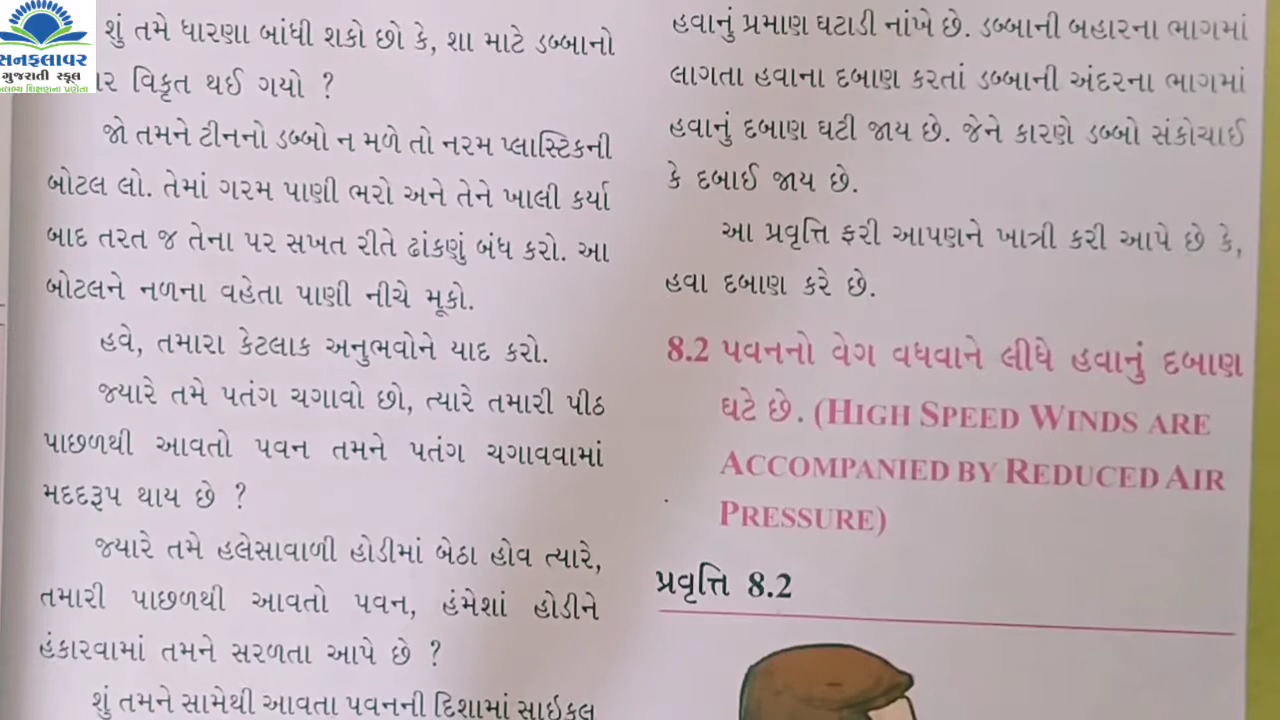 સનફ્લાવર
ગુજરાતી સ્કૂલ
શું તમે ધારણા બાંધી શકો છો કે, શા માટે ડબ્બાનો
વિકૃત થઈ ગયો ?
જો તમને ટીનનો ડબ્બો ન મળે તો નરમ પ્લાસ્ટિકની
બોટલ લો. તેમાં ગરમ પાણી ભરો અને તેને ખાલી કર્યા
બાદ તરત જ તેના પર સખત રીતે ઢાંકણું બંધ કરો. આ
બોટલને નળના વહેતા પાણી નીચે મૂકો.
હવે, તમારા કેટલાક અનુભવોને યાદ કરો.
જ્યારે તમે પતંગ ચગાવો છો, ત્યારે તમારી પીઠ
પાછળથી આવતો પવન તમને પતંગ ચગાવવામાં
મદદરૂપ થાય છે ?
જ્યારે તમે હલેસાવાળી હોડીમાં બેઠા હોવ ત્યારે,
તમારી પાછળથી આવતો પવન, હંમેશાં હોડીને
હંકારવામાં તમને સરળતા આપે છે ?
શું તમને સામેથી આવતા પવનની દિશામાં સાઇકલ
હવાનું પ્રમાણ ઘટાડી નાંખે છે. ડબ્બાની બહારના ભાગમાં
લાગતા હવાના દબાણ કરતાં ડબ્બાની અંદરના ભાગમાં
હવાનું દબાણ ઘટી જાય છે. જેને કારણે ડબ્બો સંકોચાઈ
કે દબાઈ જાય છે.
આ પ્રવૃત્તિ ફરી આપણને ખાત્રી કરી આપે છે કે,
હવા દબાણ કરે છે.
8.2 પવનનો વેગ વધવાને લીધે હવાનું દબાણ
ઘટે છે. (HIGH SPEED WINDS ARE
ACCOMPANIED BY REDUCED AIR
PRESSURE)
પ્રવૃત્તિ 8.2